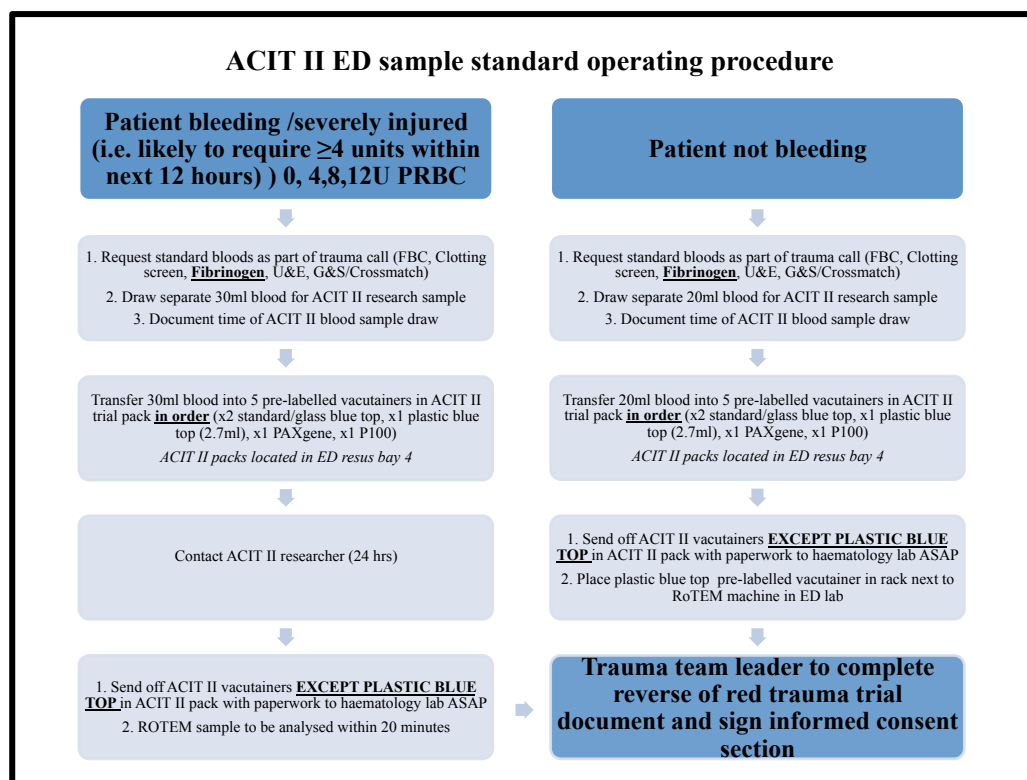 ACIT II ED sample standard operating procedure
Patient bleeding /severely injured
(i.e. likely to require ≥4 units within
next 12 hours) ) 0, 4,8,12U PRBC
1. Request standard bloods as part of trauma call (FBC, Clotting
screen, Fibrinogen, U&E, G&S/Crossmatch)
2. Draw separate 30ml blood for ACIT II research sample
3. Document time of ACIT II blood sample draw
Transfer 30ml blood into 5 pre-labelled vacutainers in ACIT II
trial pack in order (x2 standard/glass blue top, x1 plastic blue
top (2.7ml), x1 PAXgene, x1 P100)
ACIT II packs located in ED resus bay 4
Contact ACIT II researcher (24 hrs)
1. Send off ACIT II vacutainers EXCEPT PLASTIC BLUE
TOP in ACIT II pack with paperwork to haematology lab ASAP
2. ROTEM sample to be analysed within 20 minutes
Patient not bleeding
1. Request standard bloods as part of trauma call (FBC, Clotting
screen, Fibrinogen, U&E, G&S/Crossmatch)
2. Draw separate 20ml blood for ACIT II research sample
3. Document time of ACIT II blood sample draw
Transfer 20ml blood into 5 pre-labelled vacutainers in ACIT II
trial pack in order (x2 standard/glass blue top, x1 plastic blue
top (2.7ml), x1 PAXgene, x1 P100)
ACIT II packs located in ED resus bay 4
1. Send off ACIT II vacutainers EXCEPT PLASTIC BLUE
TOP in ACIT II pack with paperwork to haematology lab ASAP
2. Place plastic blue top pre-labelled vacutainer in rack next to
RoTEM machine in ED lab
Trauma team leader to complete
reverse of red trauma trial
document and sign informed consent
section